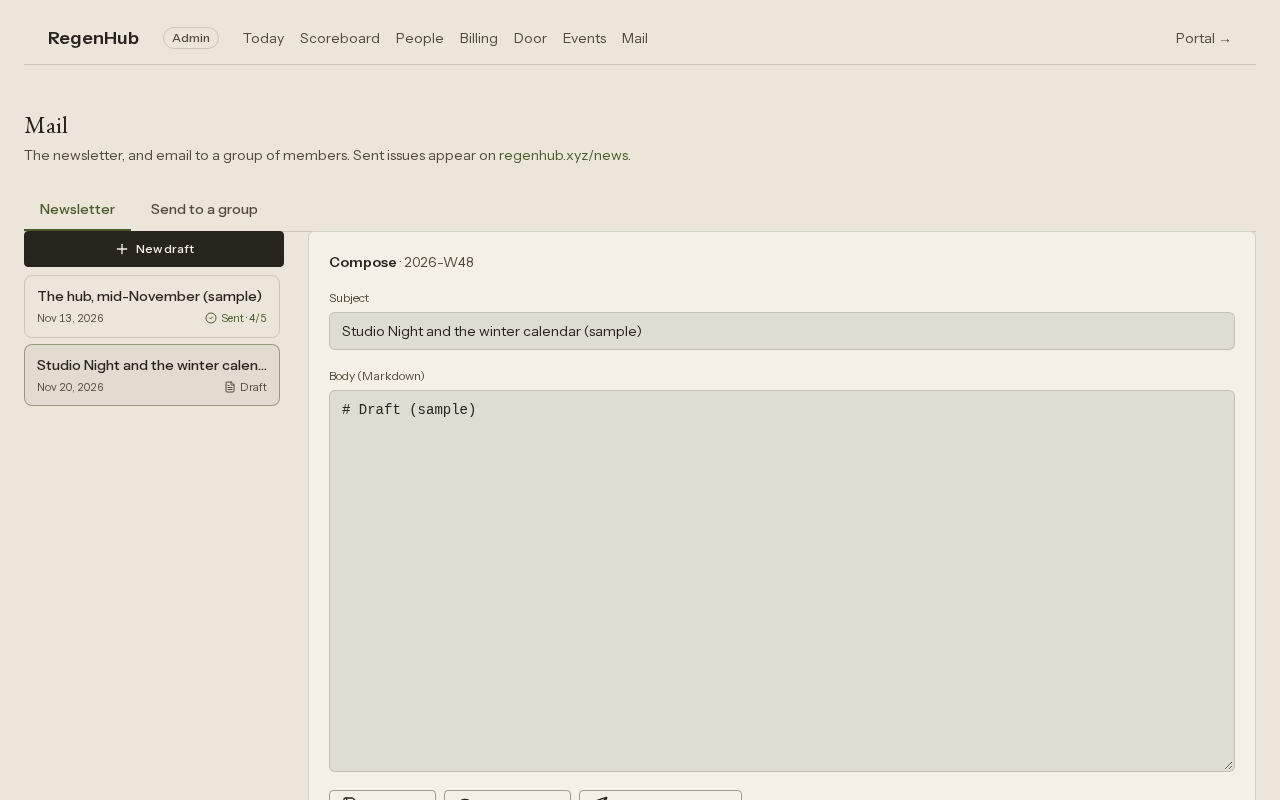 RegenHub Admin Today Scoreboard People Billing Door Events Mail Portal →
Mail
The newsletter, and email to a group of members. Sent issues appear on regenhub.xyz/news.
Newsletter Send to a group
+ New draft
The hub, mid-November (sample)
Nov 13, 2026 Sent · 4/5
Studio Night and the winter calen...
Nov 20, 2026 Draft
Compose · 2026-W48
Subject
Studio Night and the winter calendar (sample)
Body (Markdown)
# Draft (sample)